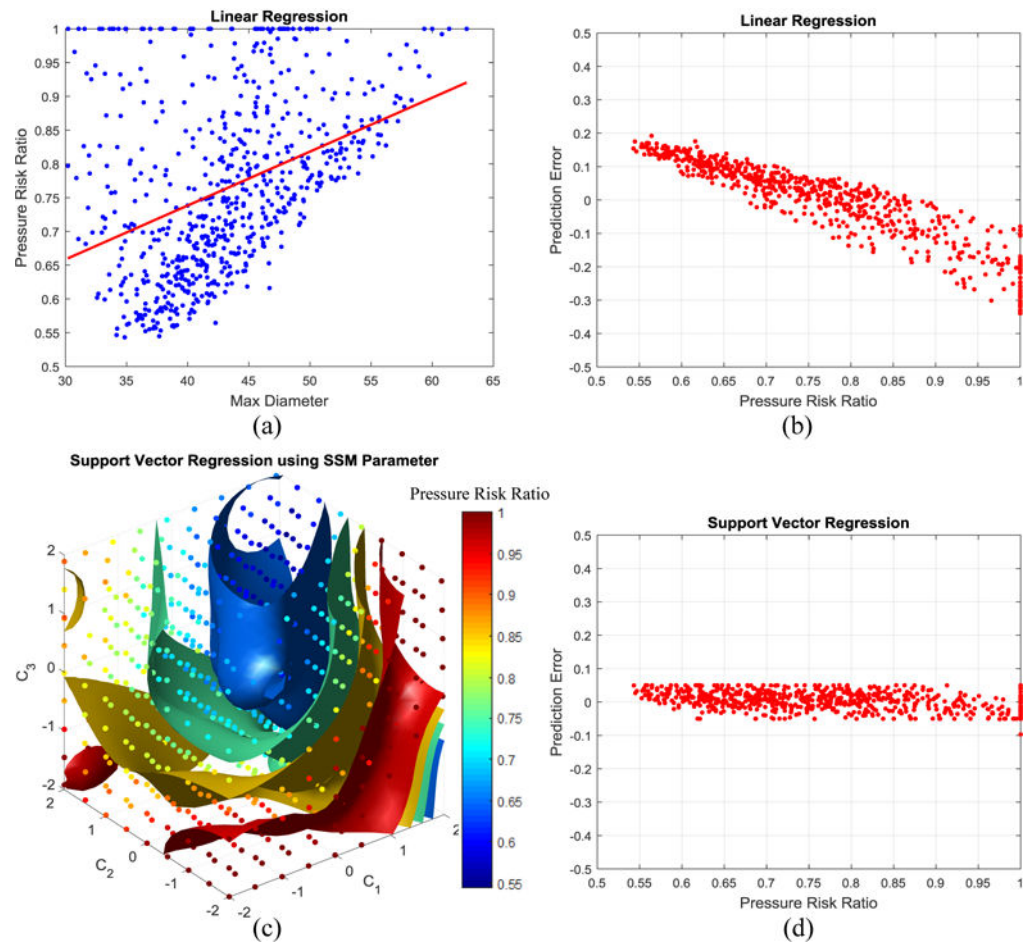 Linear Regression
1
0.95
0.9
0.85
0.8
0.75
0.7
0.65
0.6
0.55
0.5
Pressure Risk Ratio
30 35 40 45 50 55 60 65
Max Diameter
(a)
Linear Regression
0.5
0.4
0.3
0.2
0.1
0
-0.1
-0.2
-0.3
-0.4
-0.5
Prediction Error
0.5 0.55 0.6 0.65 0.7 0.75 0.8 0.85 0.9 0.95 1
Pressure Risk Ratio
(b)
Support Vector Regression using SSM Parameter
Pressure Risk Ratio
1
0.95
0.9
0.85
0.8
0.75
0.7
0.65
0.6
0.55
2
1
0
-1
-2
C3
2
1
0
-1
-2
C2
-2
-1
0
1
2
C1
(c)
Support Vector Regression
0.5
0.4
0.3
0.2
0.1
0
-0.1
-0.2
-0.3
-0.4
-0.5
Prediction Error
0.5 0.55 0.6 0.65 0.7 0.75 0.8 0.85 0.9 0.95 1
Pressure Risk Ratio
(d)